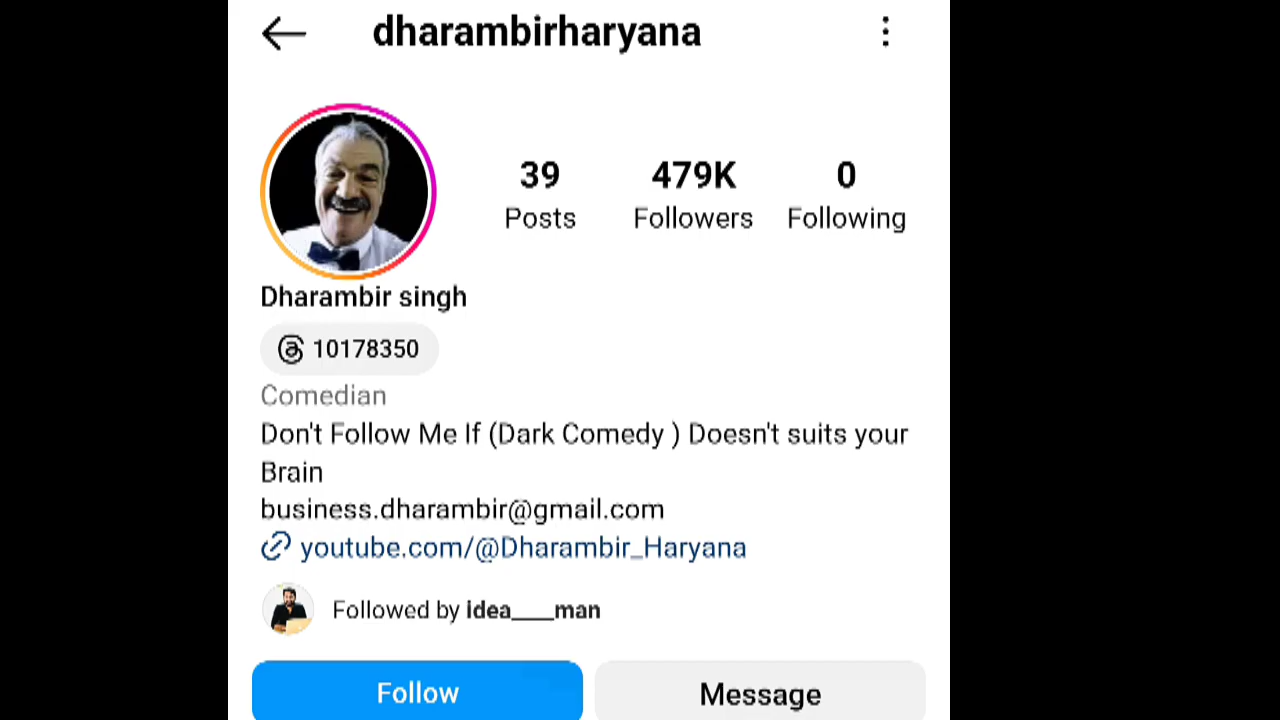 dharambirharyana
39 479K 0
Posts Followers Following
Dharambir singh
10178350
Comedian
Don't Follow Me If (Dark Comedy ) Doesn't suits your
Brain
business.dharambir@gmail.com
youtube.com/@Dharambir_Haryana
Followed by idea____man
Follow Message